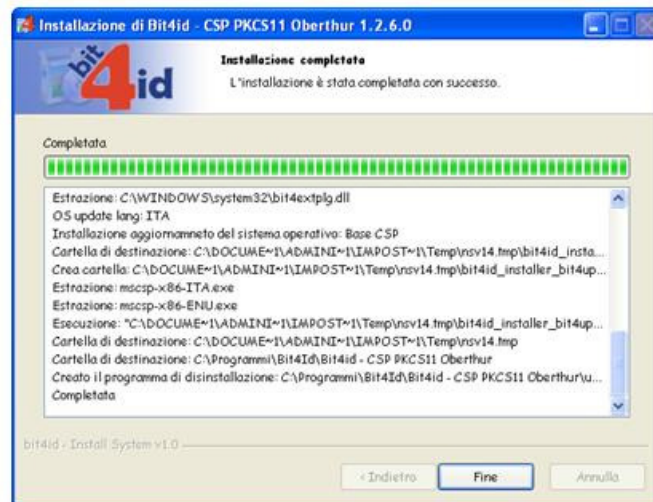 Installazione di Bit4id - CSP PKCS11 Oberthur 1.2.6.0
bit
4id
Installazione completata
L'installazione è stata completata con successo.
Completata
Estrazione: C:\WINDOWS\system32\bit4extplg.dll
OS update lang: ITA
Installazione aggiornamneto del sistema operativo: Base CSP
Cartella di destinazione: C:\DOCUME~1\ADMINI~1\IMPOST~1\Temp\nsv14.tmp\bit4id_insta...
Crea cartella: C:\DOCUME~1\ADMINI~1\IMPOST~1\Temp\nsv14.tmp\bit4id_installer_bit4up...
Estrazione: mscsp-x86-ITA.exe
Estrazione: mscsp-x86-ENU.exe
Esecuzione: "C:\DOCUME~1\ADMINI~1\IMPOST~1\Temp\nsv14.tmp\bit4id_installer_bit4up...
Cartella di destinazione: C:\DOCUME~1\ADMINI~1\IMPOST~1\Temp\nsv14.tmp
Cartella di destinazione: C:\Programmi\Bit4Id\Bit4id - CSP PKCS11 Oberthur
Creato il programma di disinstallazione: C:\Programmi\Bit4Id\Bit4id - CSP PKCS11 Oberthur\u...
Completata
bit4id - Install System v1.0
< Indietro
Fine
Annulla